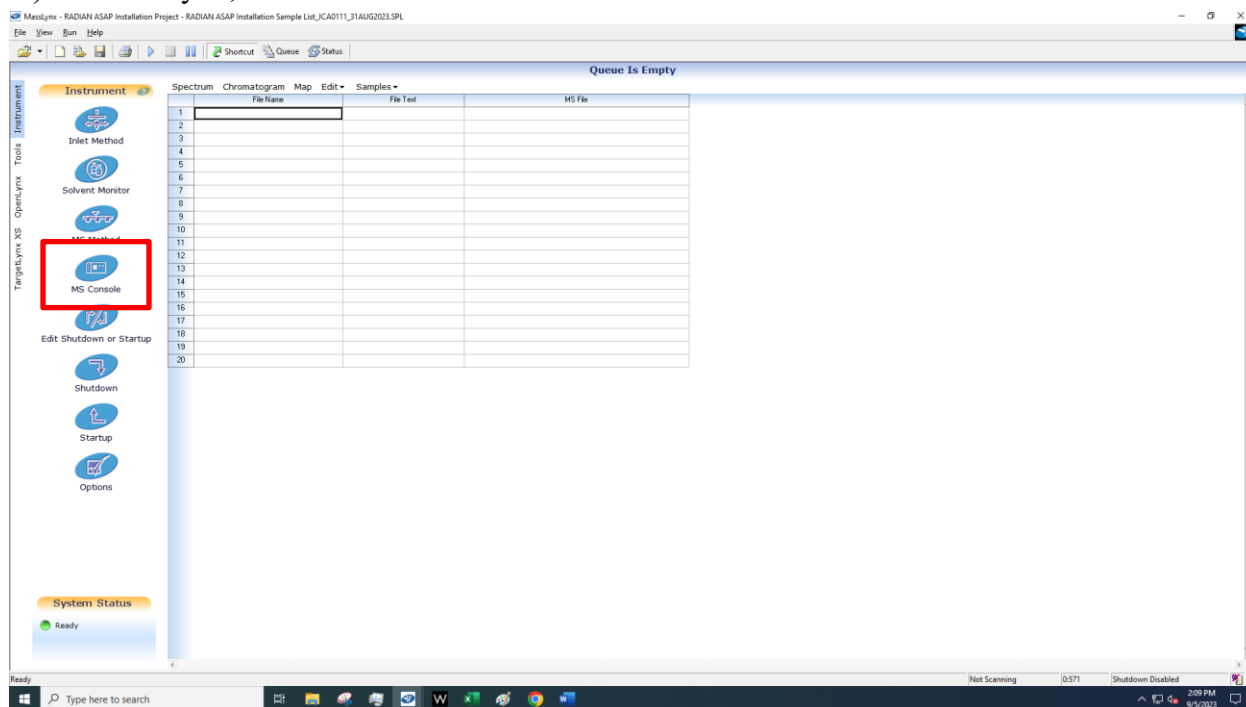 MassLynx - RADIAN ASAP Installation Project - RADIAN ASAP Installation Sample List_JCA0111_31AUG2023.SPL
File View Run Help
Shortcut Queue Status
Queue Is Empty
Instrument
Tools
OpenLynx
TargetLynx XS
Instrument
Inlet Method
Solvent Monitor
MS Method
MS Console
Edit Shutdown or Startup
Shutdown
Startup
Options
System Status
Ready
Spectrum Chromatogram Map Edit Samples
File Name File Text MS File
1
2
3
4
5
6
7
8
9
10
11
12
13
14
15
16
17
18
19
20
Ready
Not Scanning 0:571 Shutdown Disabled
Type here to search
W
2:09 PM
9/5/2023